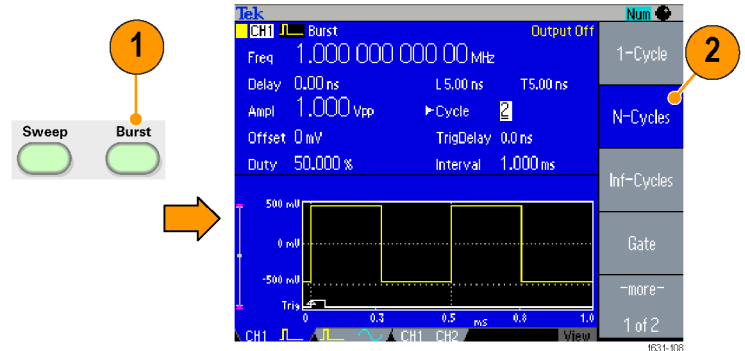 1
Sweep Burst
Tek
CH1 Burst Output Off
Freq 1.000 000 000 00 MHz
Delay 0.00 ns L 5.00 ns T 5.00 ns
Ampl 1.000 Vpp Cycle 2
Offset 0 mV TrigDelay 0.0 ns
Duty 50.000 % Interval 1.000 ms
500 mV
0 mV
-500 mV
Trig
0 0.3 0.5 ms 0.8 1.0
CH1 CH1 CH2 View
Num
1-Cycle
2
N-Cycles
Inf-Cycles
Gate
-more-
1 of 2
1631-108